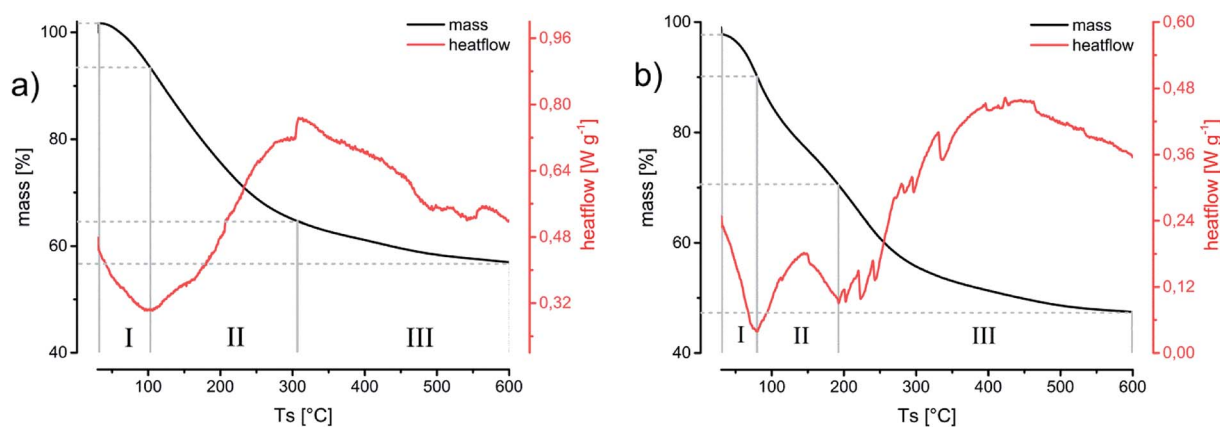 a)
mass
heatflow
100
80
60
40
mass [%]
0,96
0,80
0,64
0,48
0,32
heatflow [W g-1]
I
II
III
100
200
300
400
500
600
Ts [°C]
b)
mass
heatflow
100
80
60
40
mass [%]
0,60
0,48
0,36
0,24
0,12
0,00
heatflow [W g-1]
I
II
III
100
200
300
400
500
600
Ts [°C]